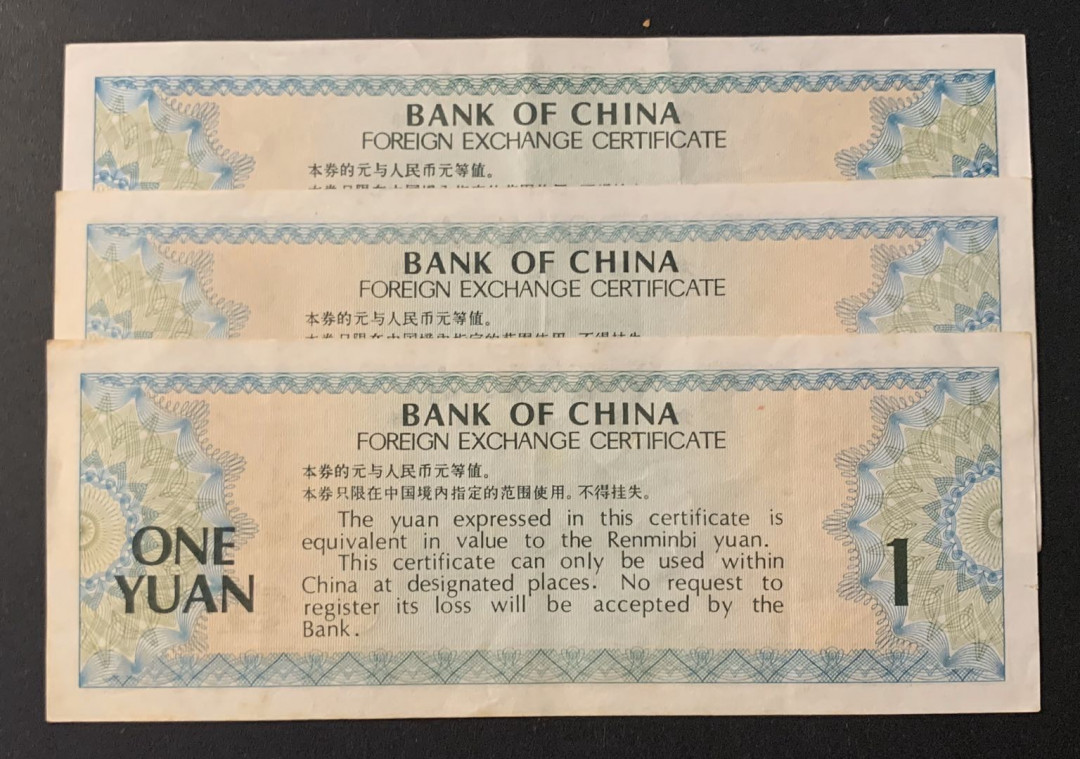 BANK OF CHINA
FOREIGN EXCHANGE CERTIFICATE
本券的元与人民币元等值。
BANK OF CHINA
FOREIGN EXCHANGE CERTIFICATE
本券的元与人民币元等值。
BANK OF CHINA
FOREIGN EXCHANGE CERTIFICATE
本券的元与人民币元等值。
本券只限在中国境内指定的范围使用。不得挂失。
The yuan expressed in this certificate is
equivalent in value to the Renminbi yuan.
This certificate can only be used within
China at designated places. No request to
register its loss will be accepted by the
Bank.
ONE
YUAN
1